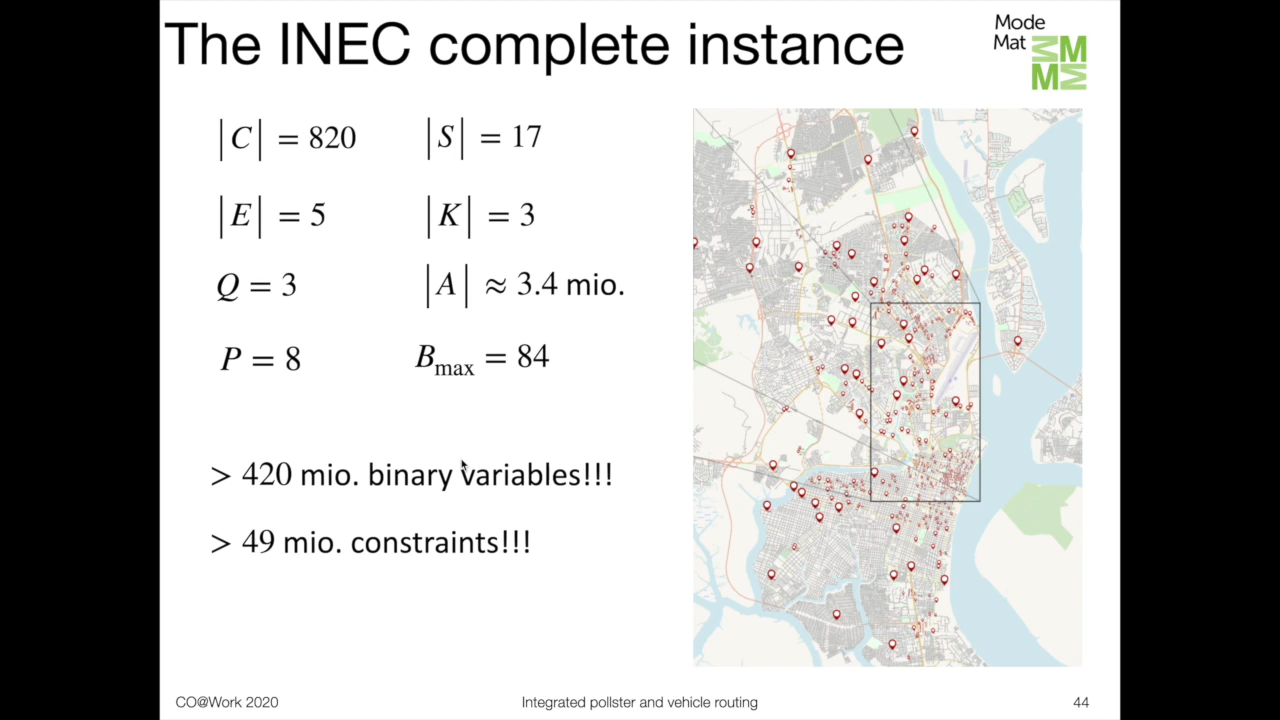 The INEC complete instance
Mode
Mat
MM
M
|C| = 820
|S| = 17
|E| = 5
|K| = 3
Q = 3
|A| ≈ 3.4 mio.
P = 8
B_max = 84
> 420 mio. binary variables!!!
> 49 mio. constraints!!!
CO@Work 2020
Integrated pollster and vehicle routing
44